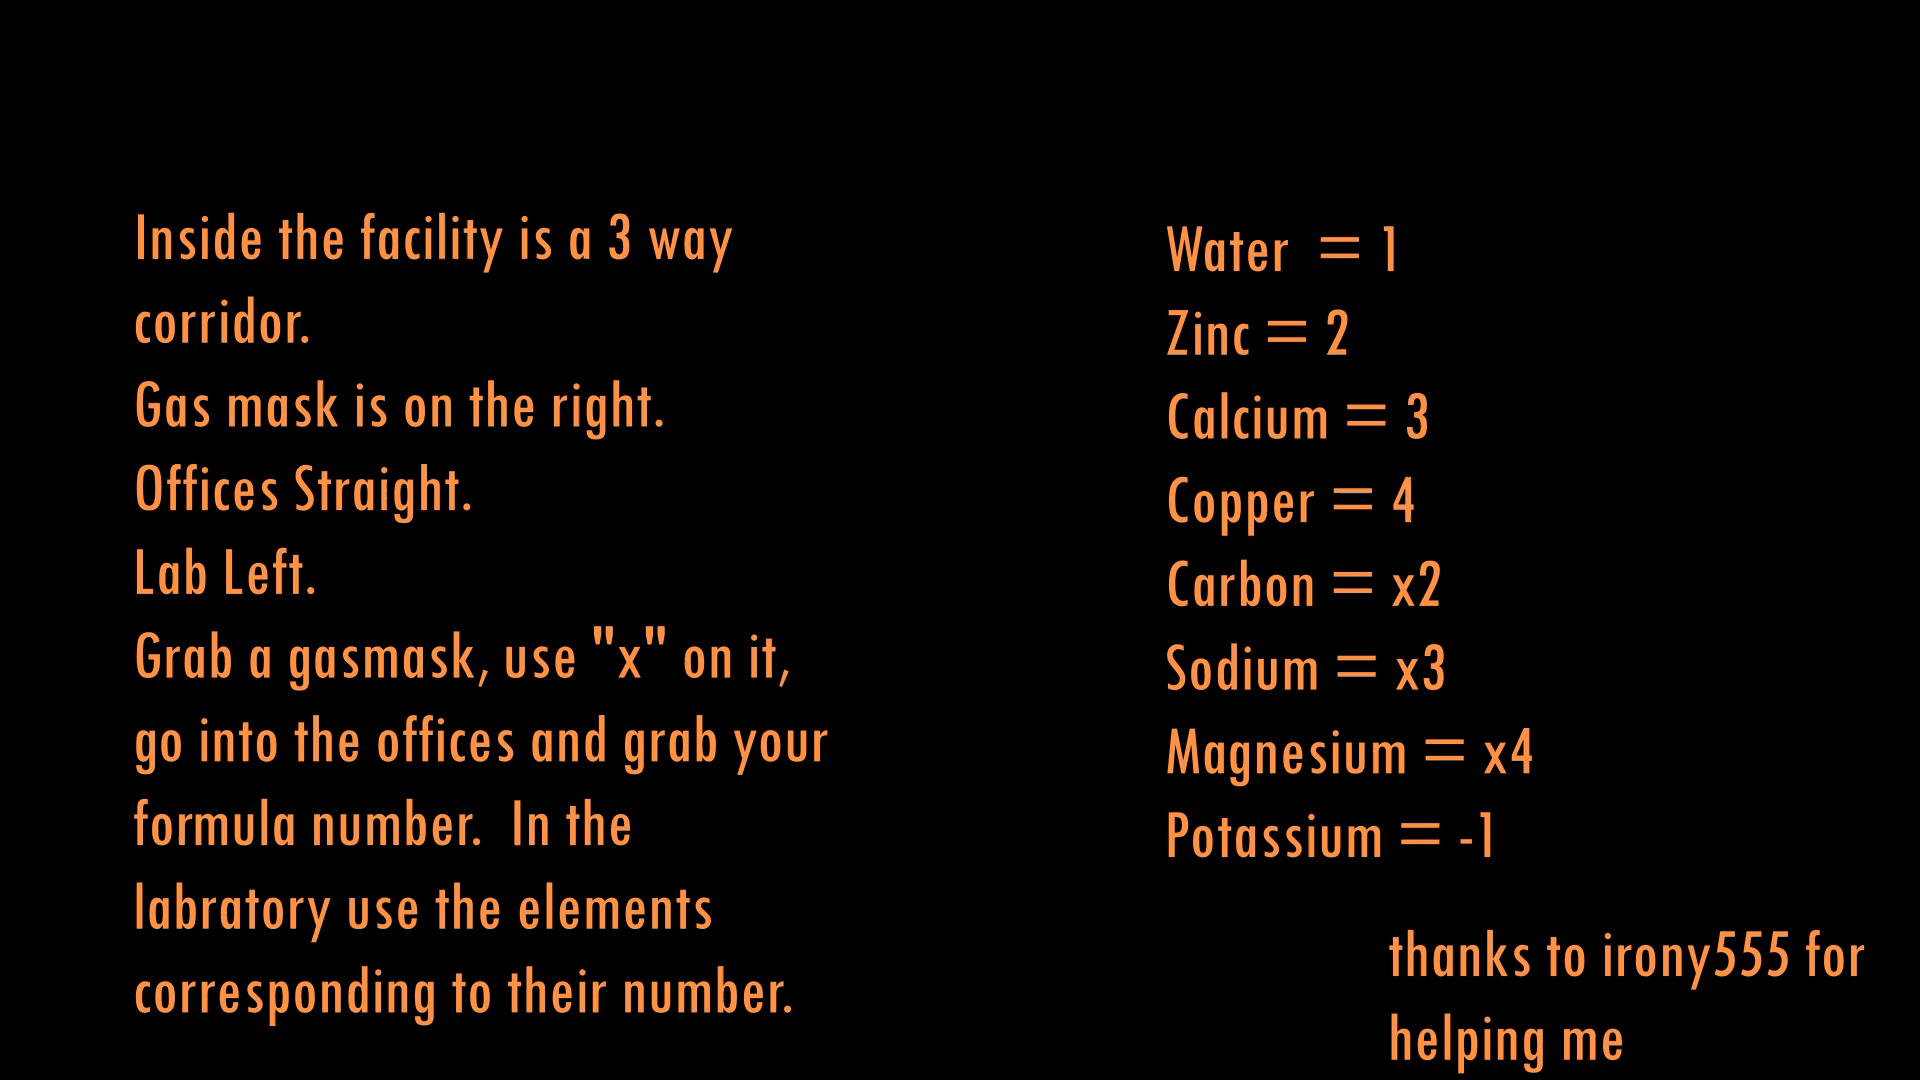 Inside the facility is a 3 way
corridor.
Gas mask is on the right.
Offices Straight.
Lab Left.
Grab a gasmask, use "x" on it,
go into the offices and grab your
formula number.  In the
labratory use the elements
corresponding to their number.
Water  = 1
Zinc = 2
Calcium = 3
Copper = 4
Carbon = x2
Sodium = x3
Magnesium = x4
Potassium = -1
thanks to irony555 for
helping me